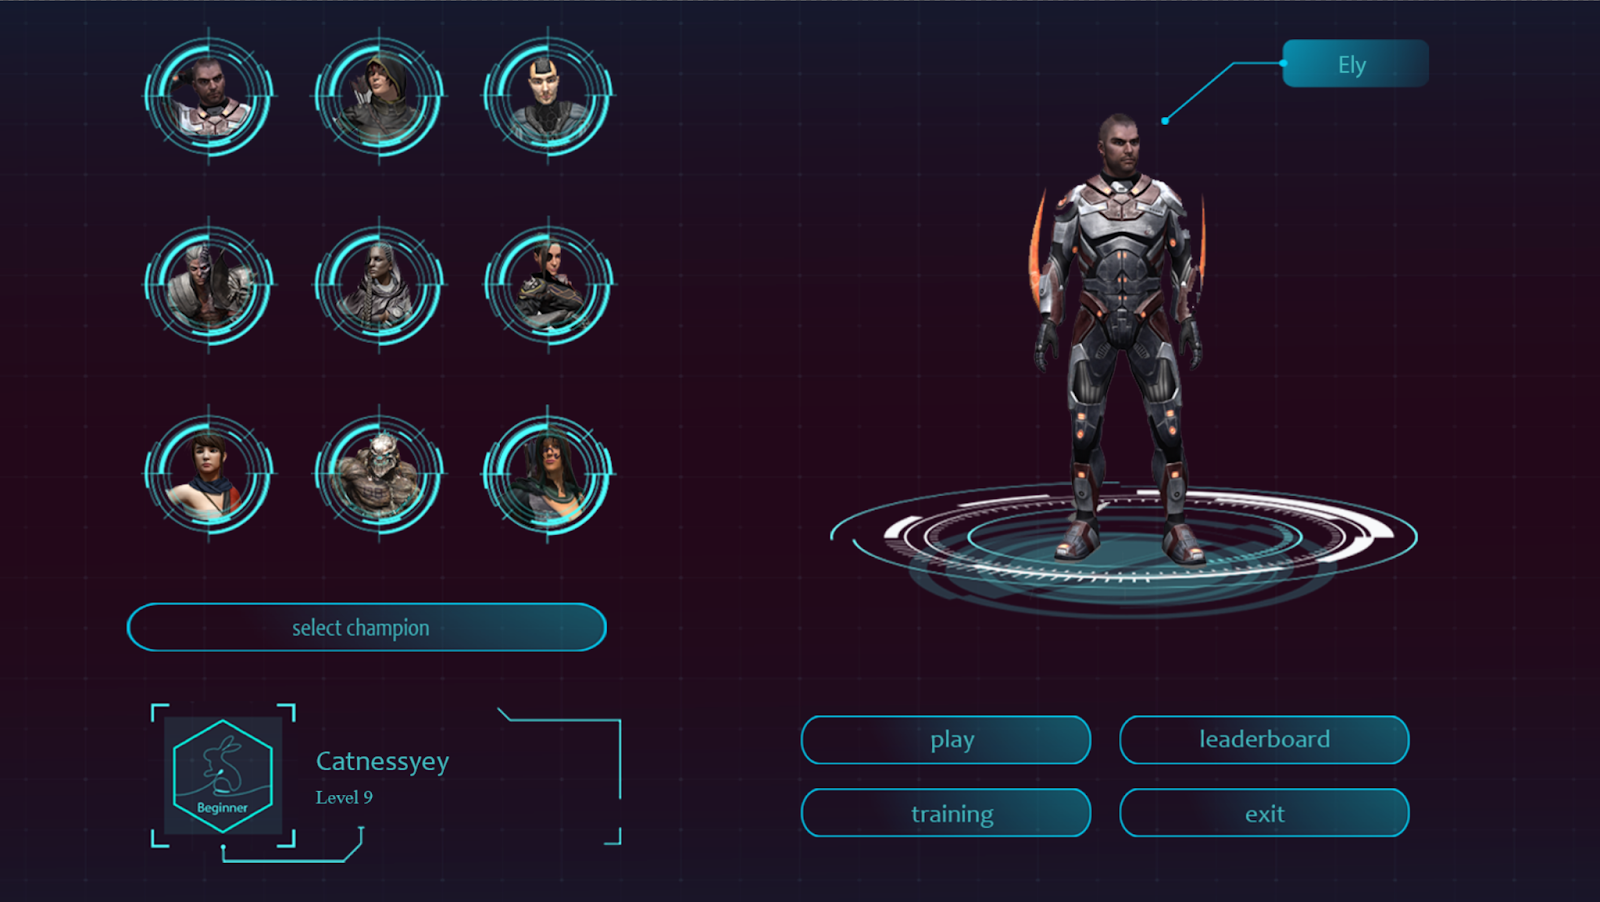 Ely
select champion
Beginner
Catnessyey
Level 9
play
leaderboard
training
exit